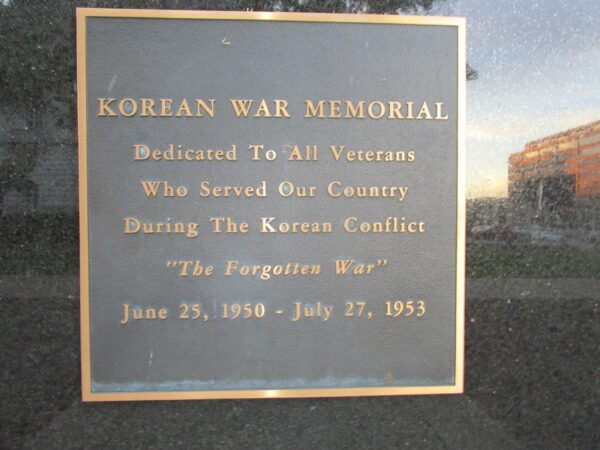 KOREAN WAR MEMORIAL
Dedicated To All Veterans
Who Served Our Country
During The Korean Conflict
"The Forgotten War"
June 25, 1950 - July 27, 1953